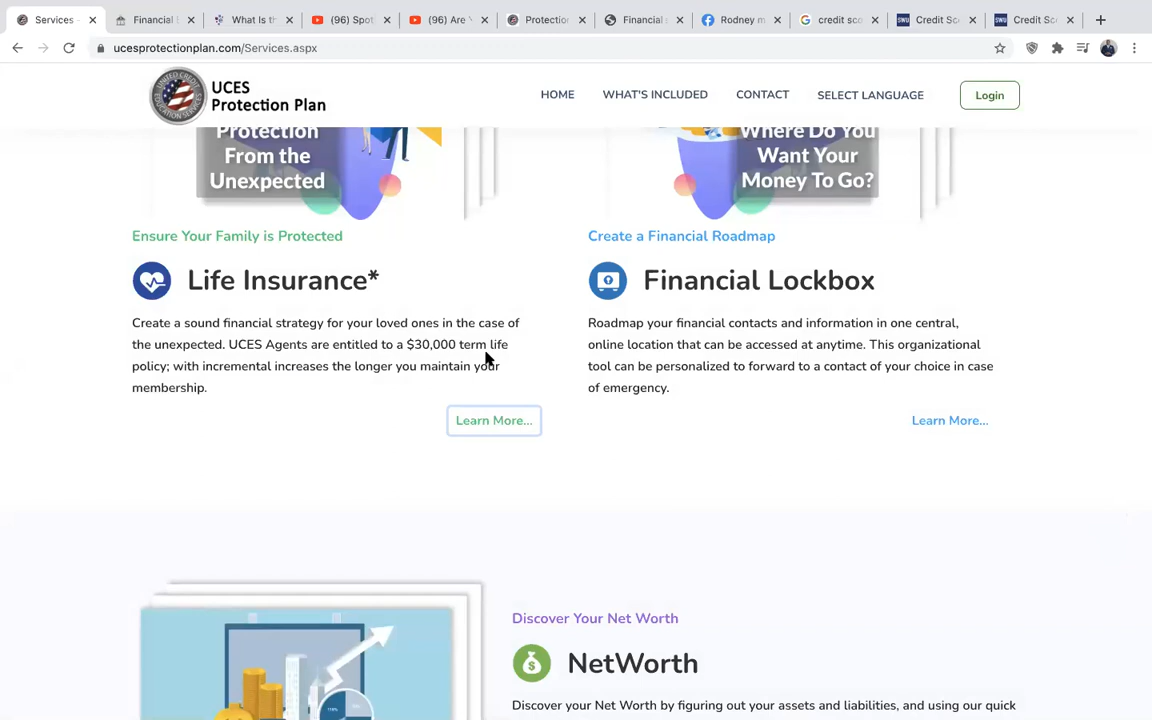 Services -
Financial
What Is th
(96) Spot
(96) Are
Protectio
Financial
Rodney m
credit sco
SWU
Credit Sc
SWU
Credit Sc
ucesprotectionplan.com/Services.aspx
UNITED CREDIT EDUCATION SERVICES
UCES
Protection Plan
HOME
WHAT'S INCLUDED
CONTACT
SELECT LANGUAGE
Login
Protection
From the
Unexpected
Where Do You
Want Your
Money To Go?
Ensure Your Family is Protected
Life Insurance*
Create a sound financial strategy for your loved ones in the case of
the unexpected. UCES Agents are entitled to a $30,000 term life
policy; with incremental increases the longer you maintain your
membership.
Learn More...
Create a Financial Roadmap
Financial Lockbox
Roadmap your financial contacts and information in one central,
online location that can be accessed at anytime. This organizational
tool can be personalized to forward to a contact of your choice in case
of emergency.
Learn More...
Discover Your Net Worth
NetWorth
Discover your Net Worth by figuring out your assets and liabilities, and using our quick